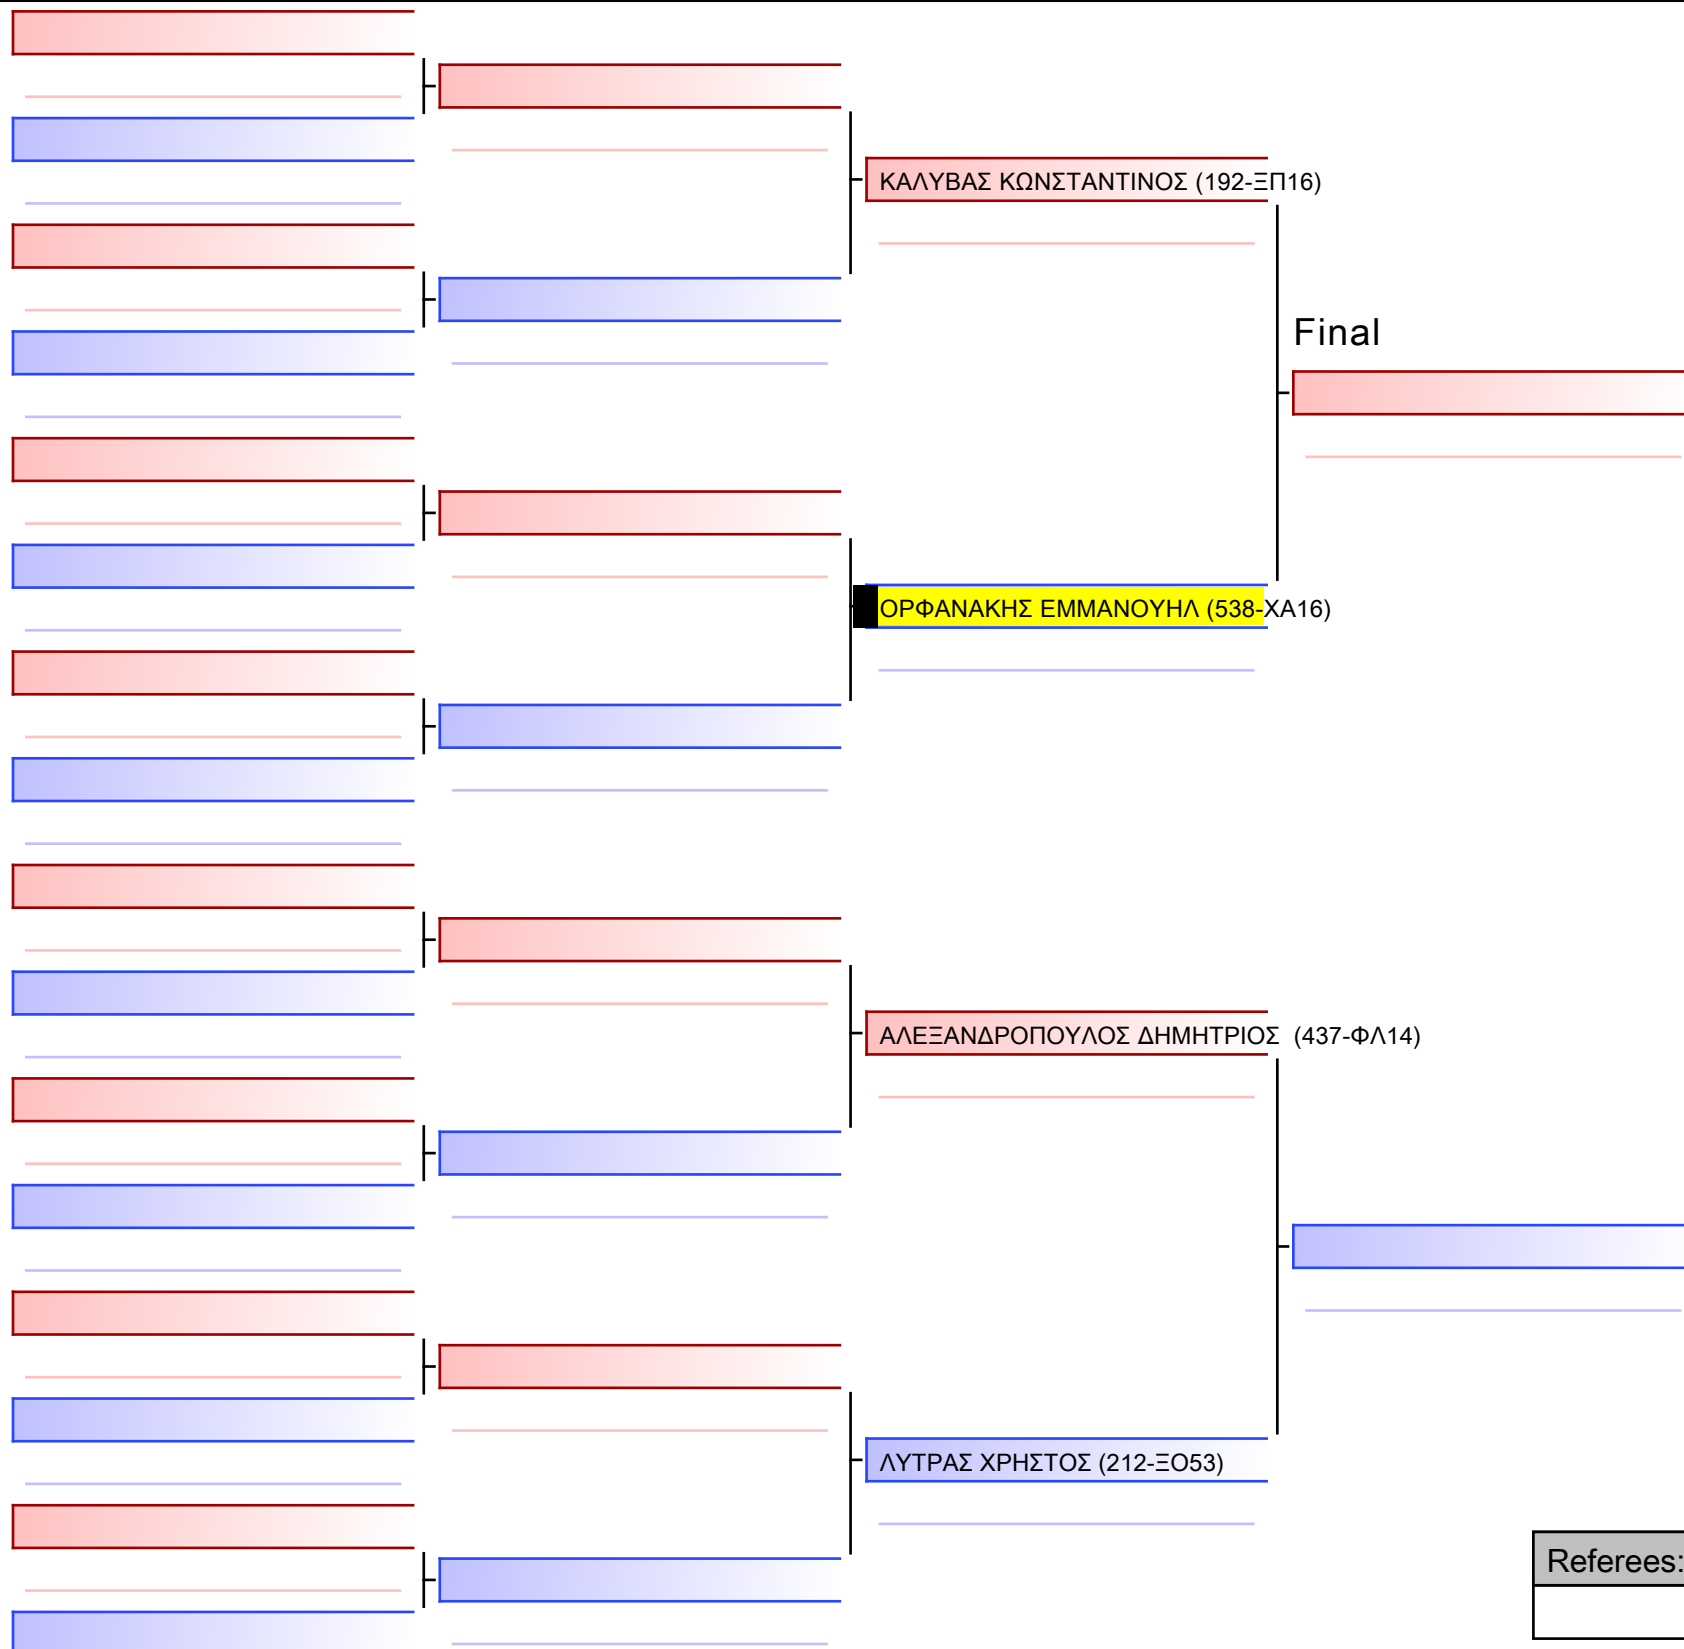 ΚΑΛΥΒΑΣ ΚΩΝΣΤΑΝΤΙΝΟΣ (192-ΞΠ16)
Final
ΟΡΦΑΝΑΚΗΣ ΕΜΜΑΝΟΥΗΛ (538-ΧΑ16)
ΑΛΕΞΑΝΔΡΟΠΟΥΛΟΣ ΔΗΜΗΤΡΙΟΣ (437-ΦΛ14)
ΛΥΤΡΑΣ ΧΡΗΣΤΟΣ (212-ΞΟ53)
Referees: